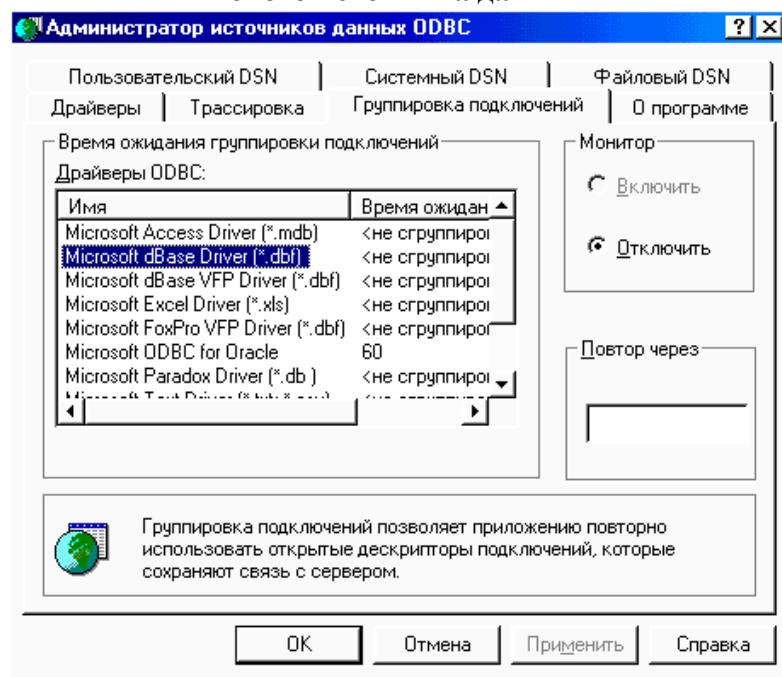 Администратор источников данных ODBC
Пользовательский DSN Системный DSN Файловый DSN
Драйверы Трассировка Группировка подключений О программе
Время ожидания группировки подключений
Драйверы ODBC:
Имя Время ожидан
Microsoft Access Driver (*.mdb) <не сгруппиро
Microsoft dBase Driver (*.dbf) <не сгруппиро
Microsoft dBase VFP Driver (*.dbf) <не сгруппиро
Microsoft Excel Driver (*.xls) <не сгруппиро
Microsoft FoxPro VFP Driver (*.dbf) <не сгруппиро
Microsoft ODBC for Oracle 60
Microsoft Paradox Driver (*.db ) <не сгруппиро
Монитор
Включить
Отключить
Повтор через
Группировка подключений позволяет приложению повторно
использовать открытые дескрипторы подключений, которые
сохраняют связь с сервером.
OK Отмена Применить Справка